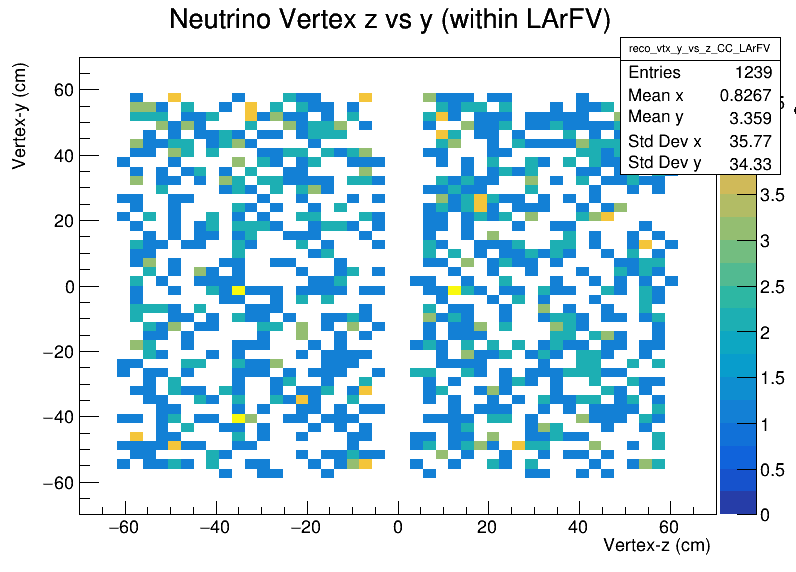 Neutrino Vertex z vs y (within LArFV)
reco_vtx_y_vs_z_CC_LArFV
Entries 1239
Mean x 0.8267
Mean y 3.359
Std Dev x 35.77
Std Dev y 34.33
Vertex-y (cm)
60
40
20
0
−20
−40
−60
−60 −40 −20 0 20 40 60
Vertex-z (cm)
3.5
3
2.5
2
1.5
1
0.5
0